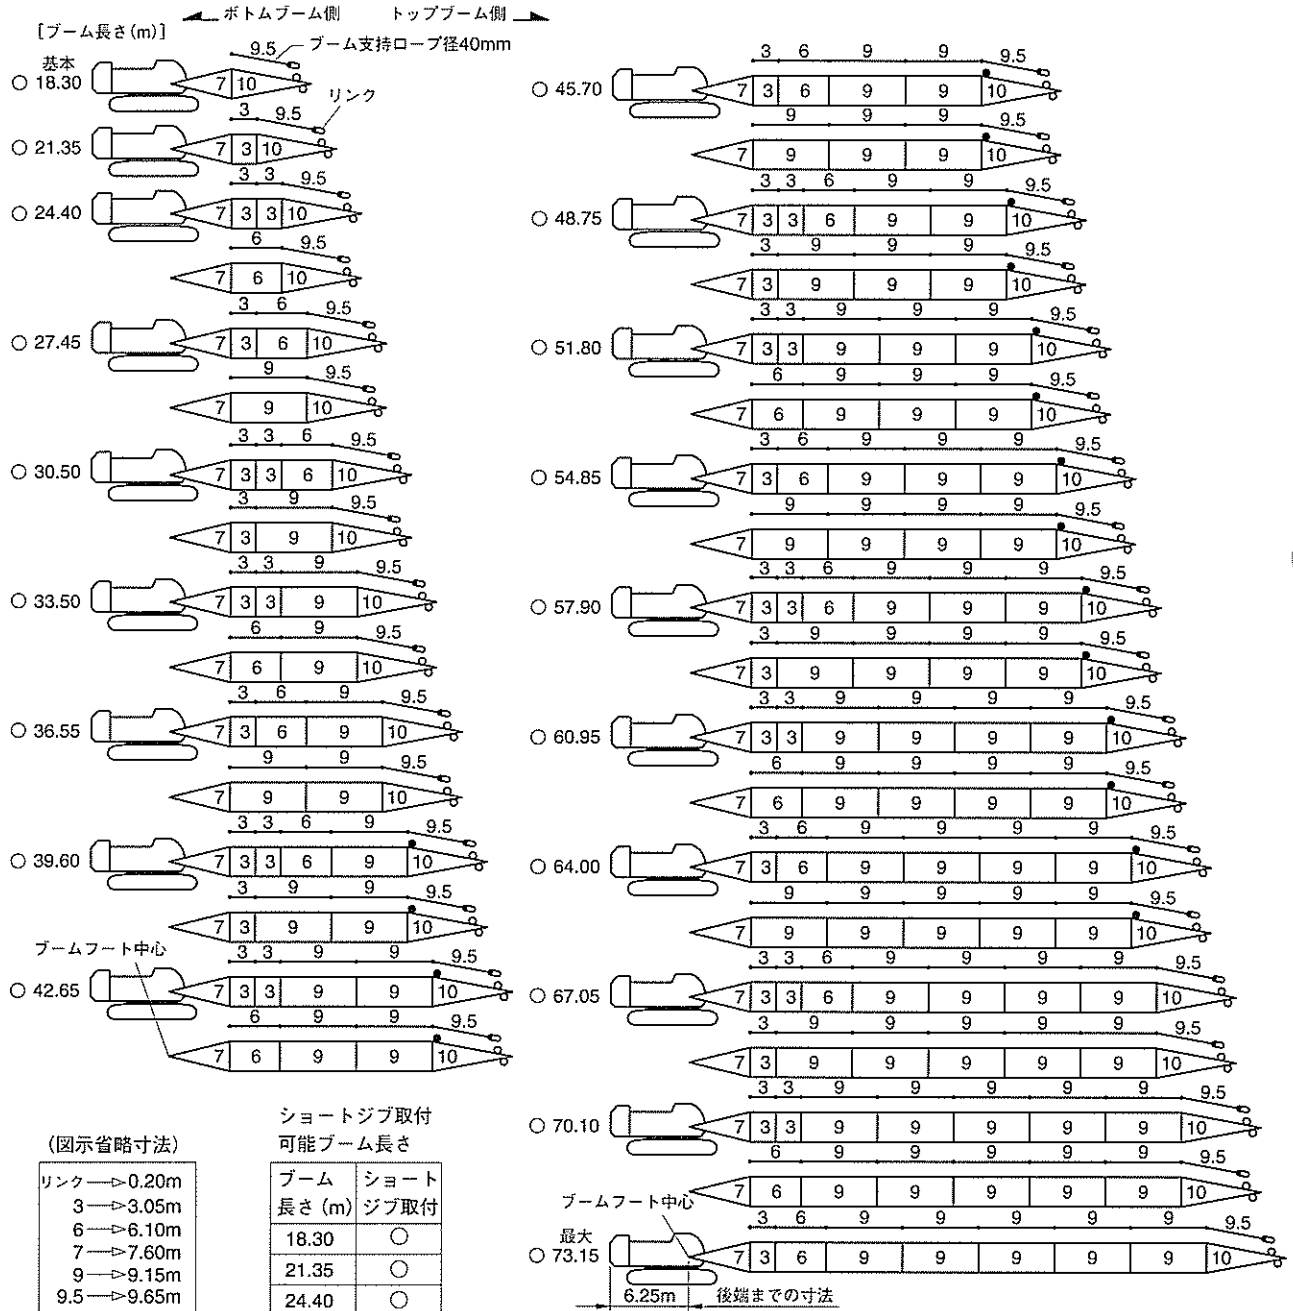 ボトムブーム側 トップブーム側
[ブーム長さ(m)]
9.5 ブーム支持ロープ径40mm
基本
18.30 7 10
リンク
3 9.5
21.35 7 3 10
3 3 9.5
24.40 7 3 3 10
6 9.5
7 6 10
3 6 9.5
27.45 7 3 6 10
9 9.5
7 9 10
3 3 6 9.5
30.50 7 3 3 6 10
3 9 9.5
7 3 9 10
3 3 9 9.5
33.50 7 3 3 9 10
6 9 9.5
7 6 9 10
3 6 9 9.5
36.55 7 3 6 9 10
9 9 9.5
7 9 9 10
3 3 6 9 9.5
39.60 7 3 3 6 9 10
3 9 9 9.5
7 3 9 9 10
ブームフート中心
3 3 9 9 9.5
42.65 7 3 3 9 9 10
6 9 9 9.5
7 6 9 9 10
3 6 9 9 9.5
45.70 7 3 6 9 9 10
9 9 9 9.5
7 9 9 9 10
3 3 6 9 9 9.5
48.75 7 3 3 6 9 9 10
3 9 9 9 9.5
7 3 9 9 9 10
3 3 9 9 9 9.5
51.80 7 3 3 9 9 9 10
6 9 9 9 9.5
7 6 9 9 9 10
3 6 9 9 9 9.5
54.85 7 3 6 9 9 9 10
9 9 9 9 9.5
7 9 9 9 9 10
3 3 6 9 9 9 9.5
57.90 7 3 3 6 9 9 9 10
3 9 9 9 9 9.5
7 3 9 9 9 9 10
3 3 9 9 9 9 9.5
60.95 7 3 3 9 9 9 9 10
6 9 9 9 9 9.5
7 6 9 9 9 9 10
3 6 9 9 9 9 9.5
64.00 7 3 6 9 9 9 9 10
9 9 9 9 9 9.5
7 9 9 9 9 9 10
3 3 6 9 9 9 9 9.5
67.05 7 3 3 6 9 9 9 9 10
3 9 9 9 9 9 9.5
7 3 9 9 9 9 9 10
3 3 9 9 9 9 9 9.5
70.10 7 3 3 9 9 9 9 9 10
6 9 9 9 9 9 9.5
7 6 9 9 9 9 9 10
ブームフート中心
3 6 9 9 9 9 9 9.5
最大
73.15 7 3 6 9 9 9 9 9 10
6.25m 後端までの寸法
(図示省略寸法)
リンク→0.20m
3→3.05m
6→6.10m
7→7.60m
9→9.15m
9.5→9.65m
ショートジブ取付
可能ブーム長さ
ブーム ショート
長さ(m) ジブ取付
18.30 ○
21.35 ○
24.40 ○